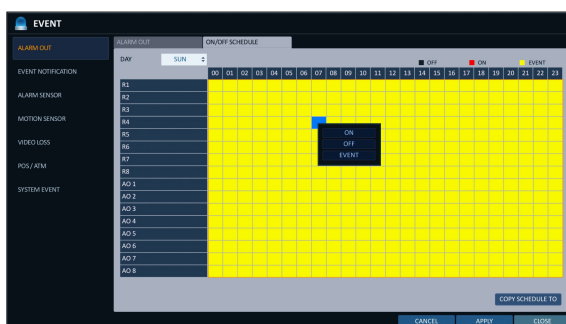 EVENT
ALARM OUT
EVENT NOTIFICATION
ALARM SENSOR
MOTION SENSOR
VIDEO LOSS
POS / ATM
SYSTEM EVENT
ALARM OUT ON/OFF SCHEDULE
DAY SUN
OFF ON EVENT
00 01 02 03 04 05 06 07 08 09 10 11 12 13 14 15 16 17 18 19 20 21 22 23
R1
R2
R3
R4
R5
R6
R7
R8
AO 1
AO 2
AO 3
AO 4
AO 5
AO 6
AO 7
AO 8
ON
OFF
EVENT
COPY SCHEDULE TO
CANCEL APPLY CLOSE